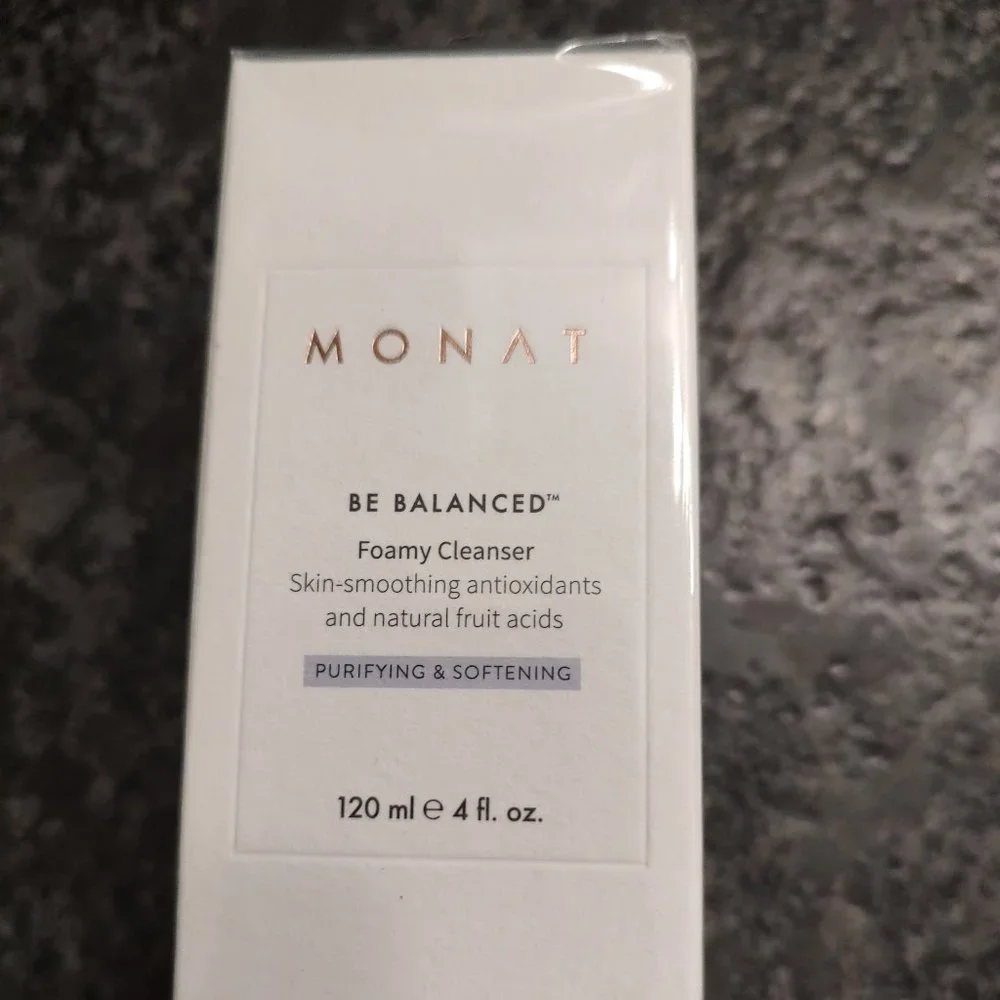 MONAT
BE BALANCED™
Foamy Cleanser
Skin-smoothing antioxidants
and natural fruit acids
PURIFYING & SOFTENING
120 ml ℮ 4 fl. oz.